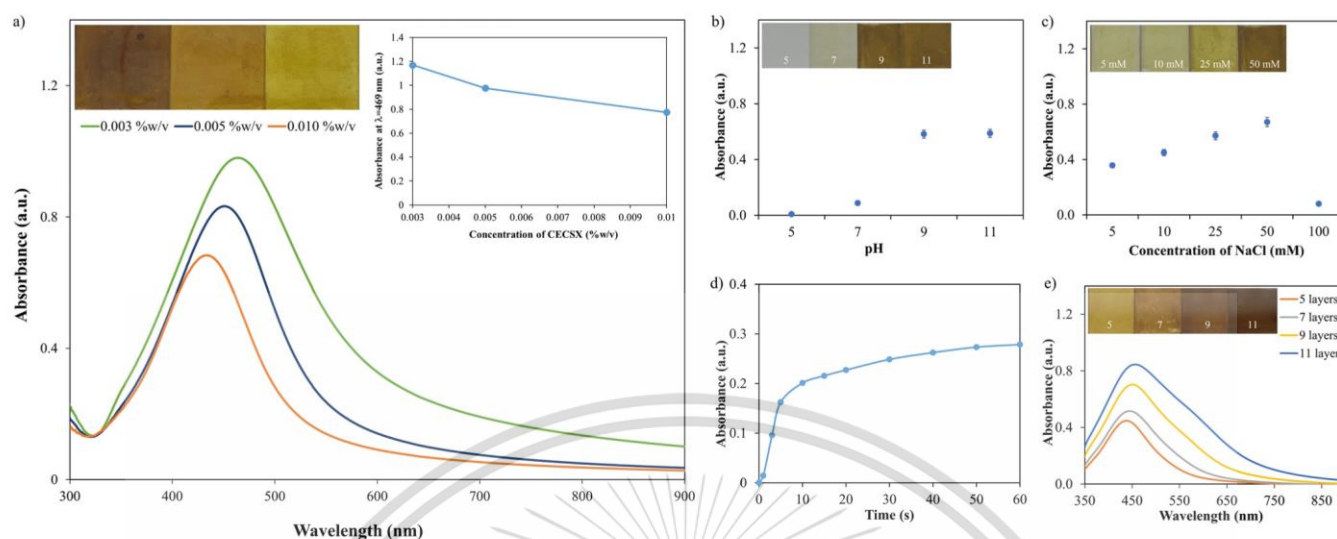 a)
0.003 %w/v 0.005 %w/v 0.010 %w/v
Absorbance (a.u.)
1.2
0.8
0.4
0
300 400 500 600 700 800 900
Wavelength (nm)
Absorbance at λ=469 nm (a.u.)
1.4
1.2
1
0.8
0.6
0.4
0.2
0
0.003 0.004 0.005 0.006 0.007 0.008 0.009 0.01
Concentration of CECSX (%w/v)
b)
5 7 9 11
Absorbance (a.u.)
1.2
0.8
0.4
0.0
5 7 9 11
pH
c)
5 mM 10 mM 25 mM 50 mM
Absorbance (a.u.)
1.2
0.8
0.4
0.0
5 10 25 50 100
Concentration of NaCl (mM)
d)
Absorbance (a.u.)
0.4
0.3
0.2
0.1
0
0 10 20 30 40 50 60
Time (s)
e)
5 7 9 11
5 layers
7 layers
9 layers
11 layer
Absorbance (a.u.)
1.2
0.8
0.4
0.0
350 450 550 650 750
Wavelength (nm)